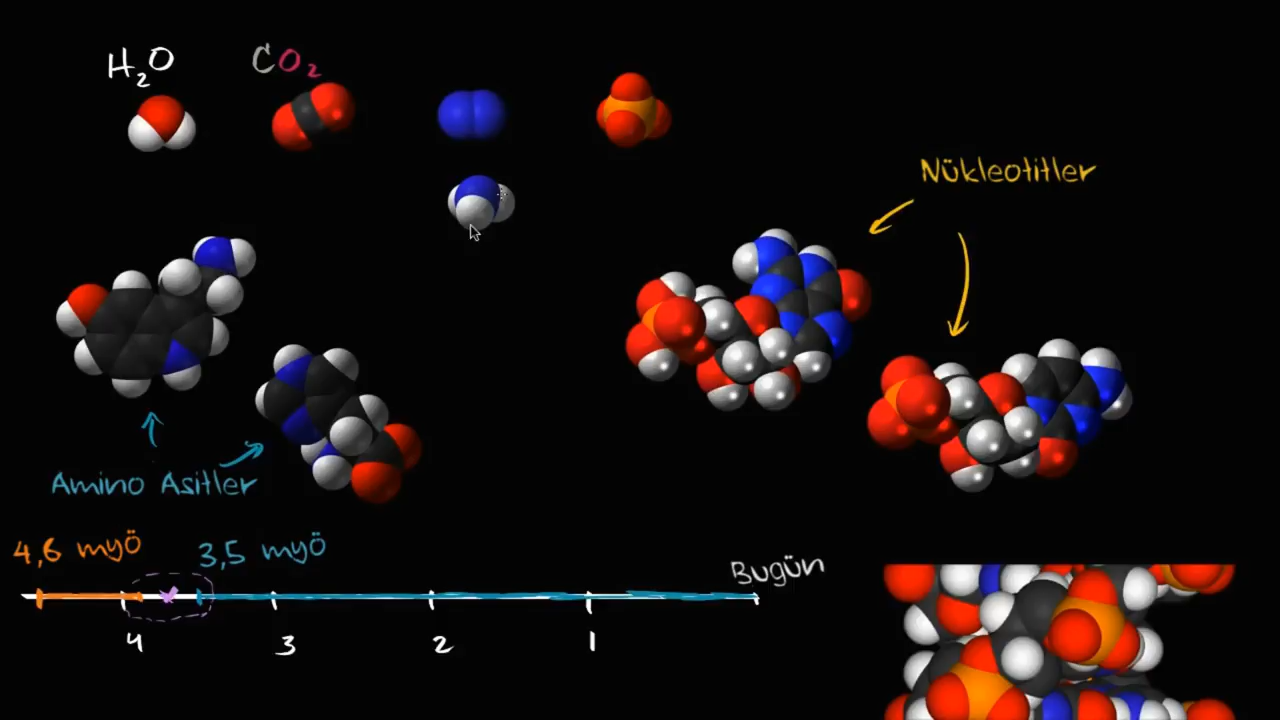 H₂O
CO₂
Nükleotitler
Amino Asitler
4,6 myö
3,5 myö
Bugün
4
3
2
1